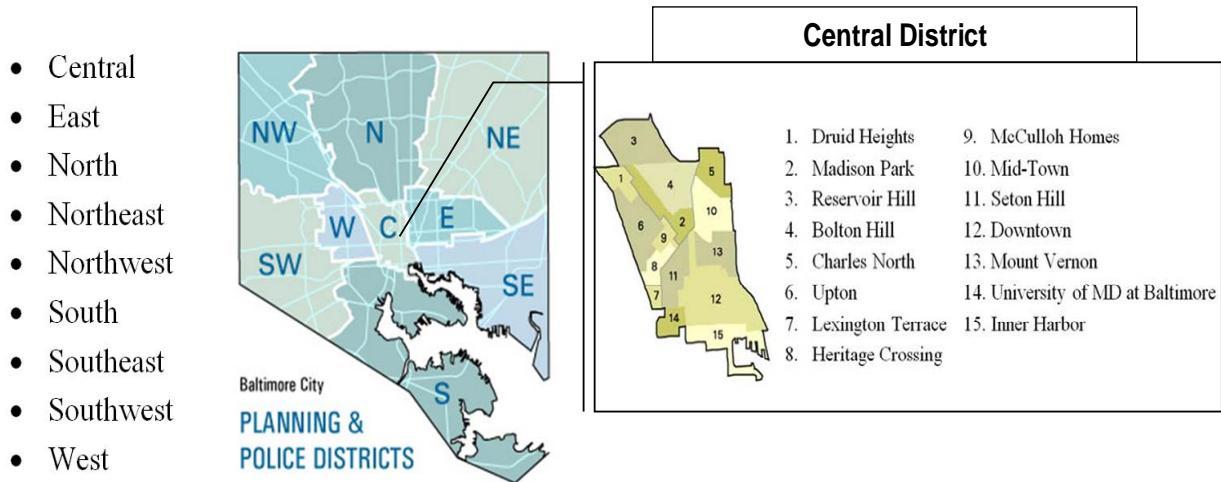 • Central
• East
• North
• Northeast
• Northwest
• South
• Southeast
• Southwest
• West
NW
N
NE
W
C
E
SW
SE
S
Baltimore City
PLANNING &
POLICE DISTRICTS
Central District
3
1
4
5
2
10
6
9
8
11
13
7
12
14
15
1. Druid Heights
2. Madison Park
3. Reservoir Hill
4. Bolton Hill
5. Charles North
6. Upton
7. Lexington Terrace
8. Heritage Crossing
9. McCulloh Homes
10. Mid-Town
11. Seton Hill
12. Downtown
13. Mount Vernon
14. University of MD at Baltimore
15. Inner Harbor